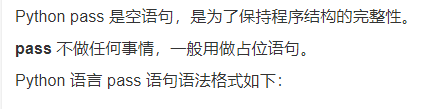 Python pass 是空语句，是为了保持程序结构的完整性。
pass 不做任何事情，一般用做占位语句。
Python 语言 pass 语句语法格式如下：